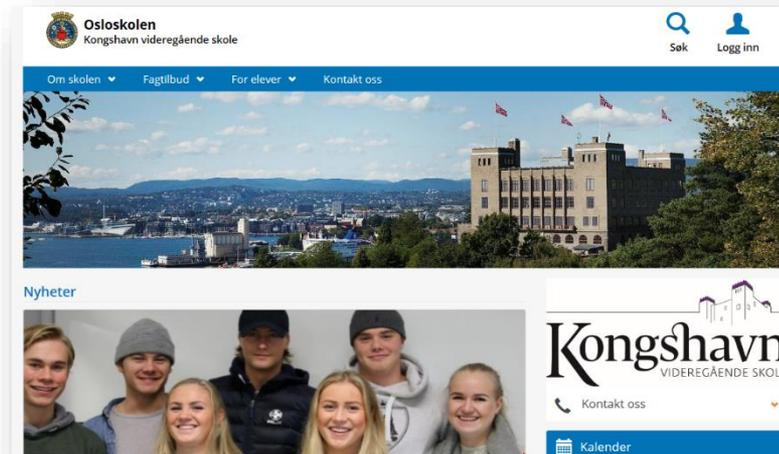 Osloskolen
Kongshavn videregående skole
Søk
Logg inn
Om skolen
Fagtilbud
For elever
Kontakt oss
Nyheter
Kongshavn
VIDEREGÅENDE SKOL
Kontakt oss
Kalender